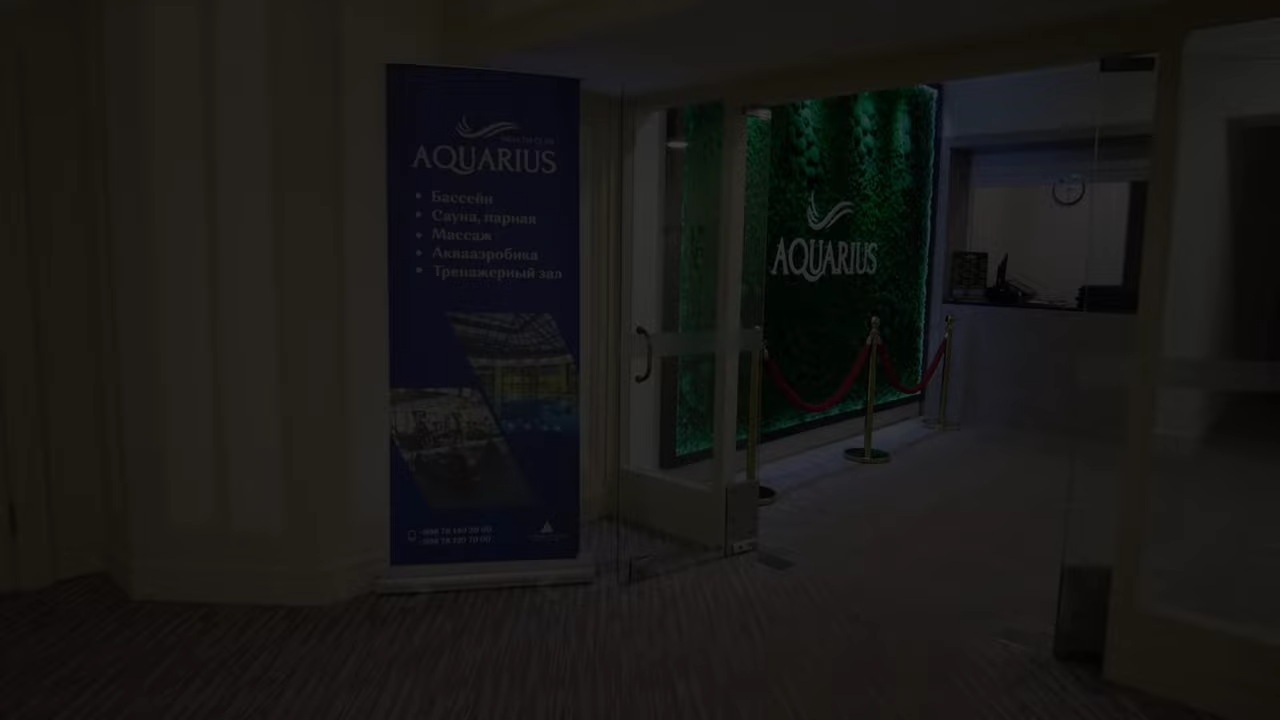 AQUARIUS
Бассейн
Сауна, парная
Массаж
Аквааэробика
Тренажерный зал
AQUARIUS